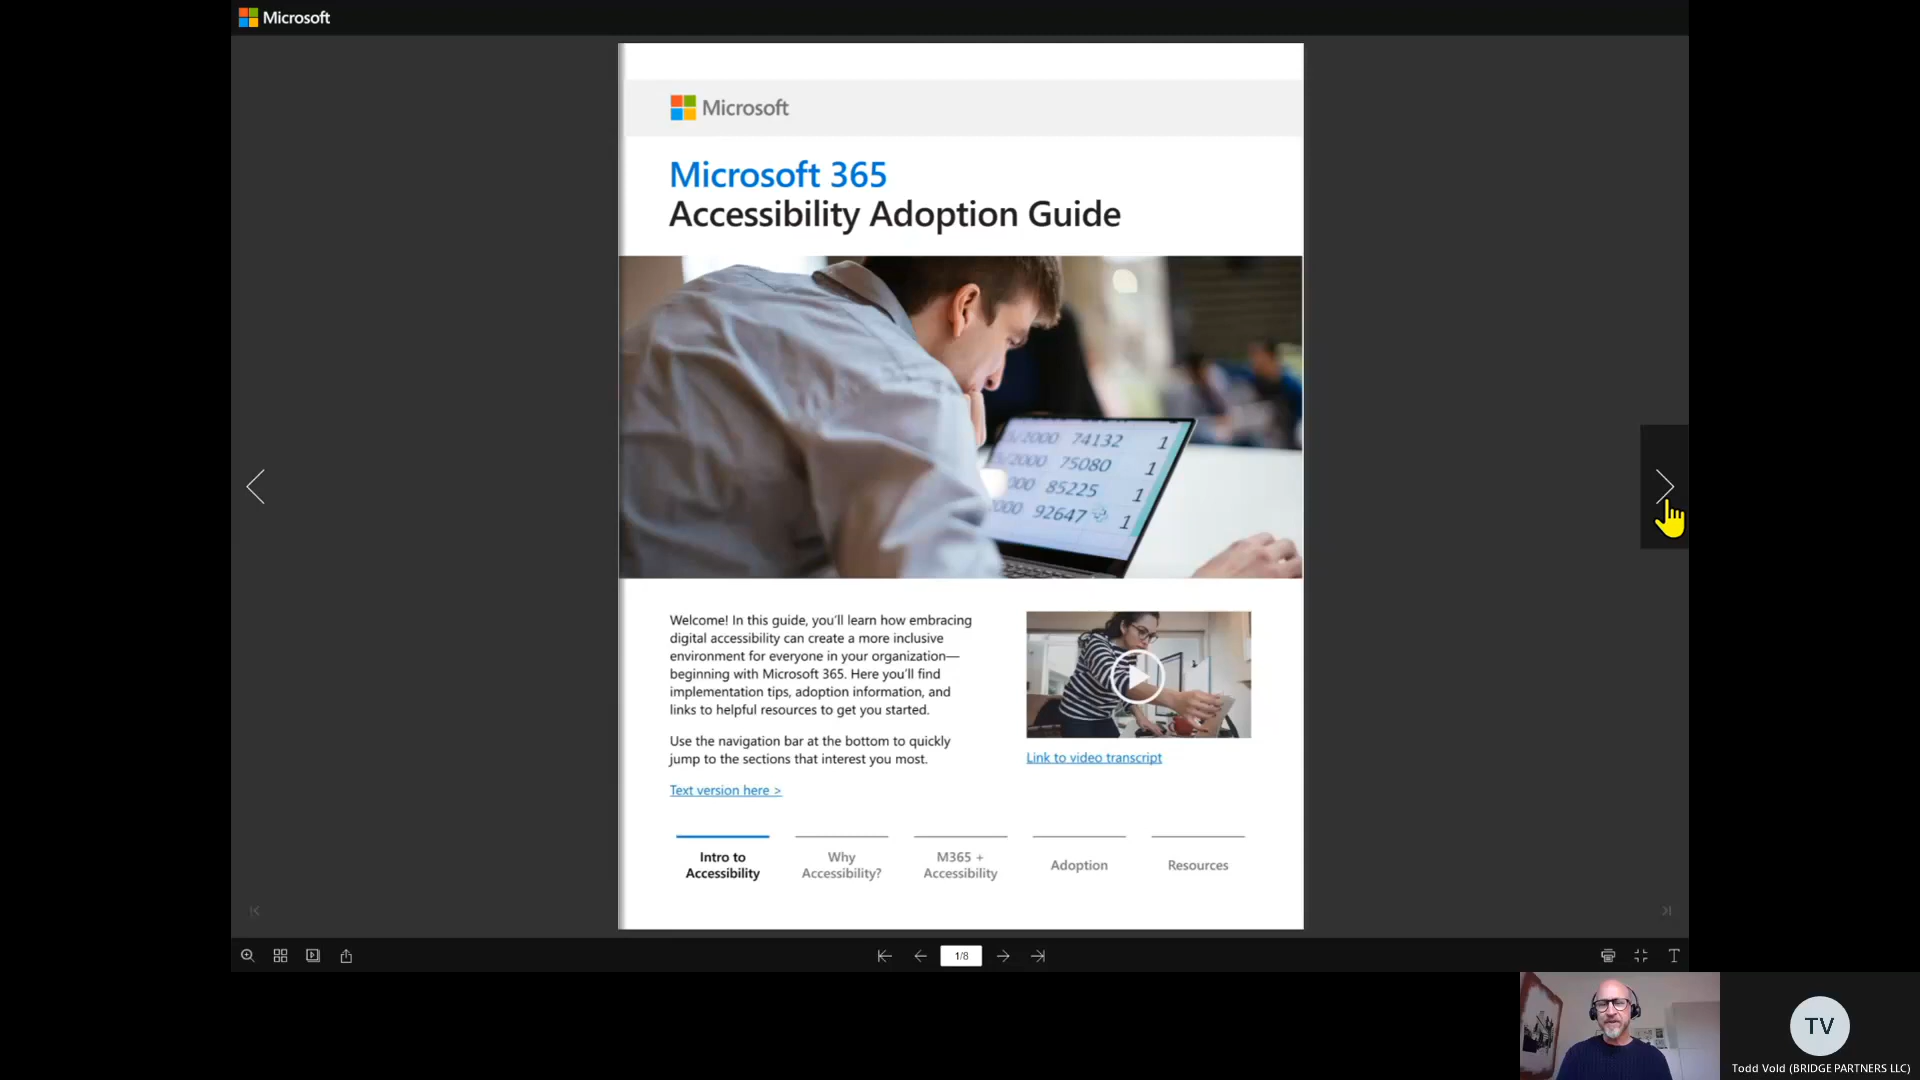 Microsoft
Microsoft
Microsoft 365
Accessibility Adoption Guide
/2000 74132 1
/2000 75080 1
000 85225 1
2000 92647 1
Welcome! In this guide, you'll learn how embracing
digital accessibility can create a more inclusive
environment for everyone in your organization—
beginning with Microsoft 365. Here you'll find
implementation tips, adoption information, and
links to helpful resources to get you started.
Use the navigation bar at the bottom to quickly
jump to the sections that interest you most.
Text version here >
Link to video transcript
Intro to
Accessibility
Why
Accessibility?
M365 +
Accessibility
Adoption
Resources
1/8
TV
Todd Vold (BRIDGE PARTNERS LLC)